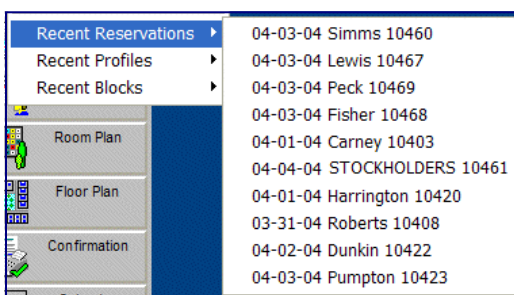 Recent Reservations
Recent Profiles
Recent Blocks
04-03-04 Simms 10460
04-03-04 Lewis 10467
04-03-04 Peck 10469
04-03-04 Fisher 10468
04-01-04 Carney 10403
04-04-04 STOCKHOLDERS 10461
04-01-04 Harrington 10420
03-31-04 Roberts 10408
04-02-04 Dunkin 10422
04-03-04 Pumpton 10423
Room Plan
Floor Plan
Confirmation